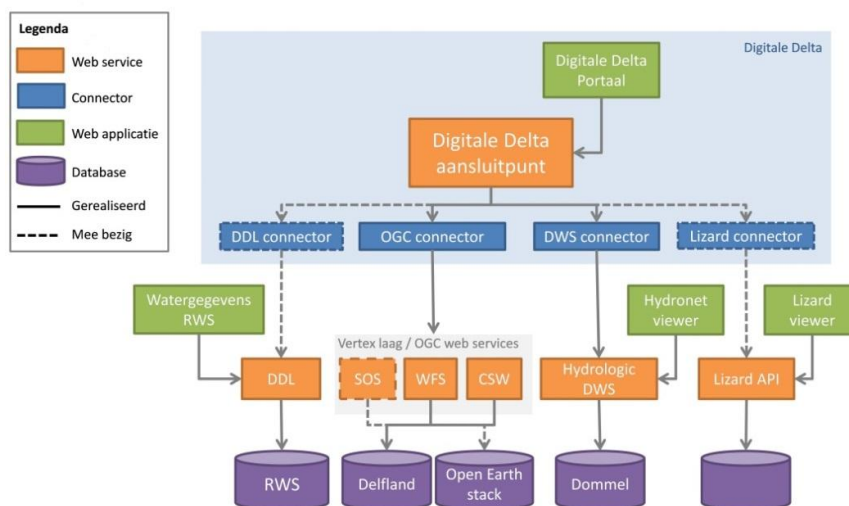 Legenda
Web service
Connector
Web applicatie
Database
Gerealiseerd
Mee bezig
Digitale Delta
Digitale Delta
Portaal
Digitale Delta
aansluitpunt
DDL connector
OGC connector
DWS connector
Lizard connector
Watergegevens
RWS
Hydronet
viewer
Lizard
viewer
Vertex laag / OGC web services
DDL
SOS
WFS
CSW
Hydrologic
DWS
Lizard API
RWS
Delfland
Open Earth
stack
Dommel